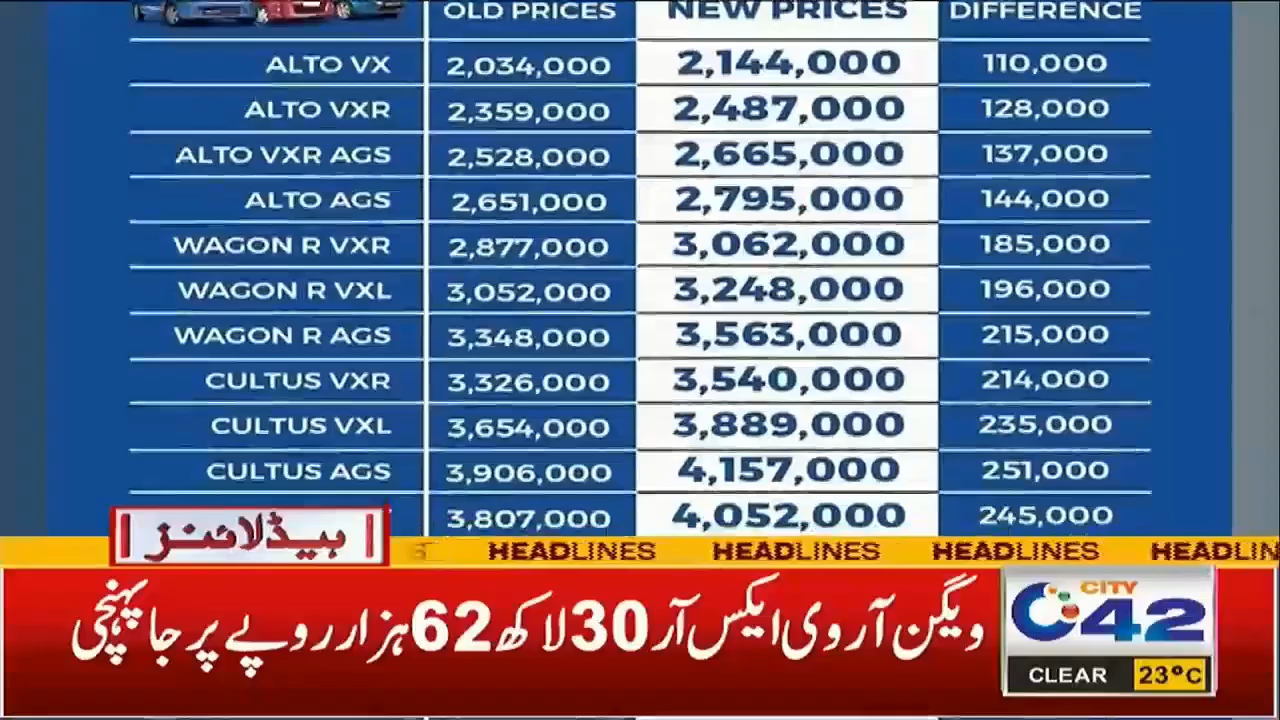 OLD PRICES NEW PRICES DIFFERENCE
ALTO VX 2,034,000 2,144,000 110,000
ALTO VXR 2,359,000 2,487,000 128,000
ALTO VXR AGS 2,528,000 2,665,000 137,000
ALTO AGS 2,651,000 2,795,000 144,000
WAGON R VXR 2,877,000 3,062,000 185,000
WAGON R VXL 3,052,000 3,248,000 196,000
WAGON R AGS 3,348,000 3,563,000 215,000
CULTUS VXR 3,326,000 3,540,000 214,000
CULTUS VXL 3,654,000 3,889,000 235,000
CULTUS AGS 3,906,000 4,157,000 251,000
3,807,000 4,052,000 245,000
ہیڈلائنز
HEADLINES HEADLINES HEADLINES HEADLIN
ویگن آر وی ایکس آر 30 لاکھ 62 ہزار روپے پر جا پہنچی
CITY
42
CLEAR 23°C